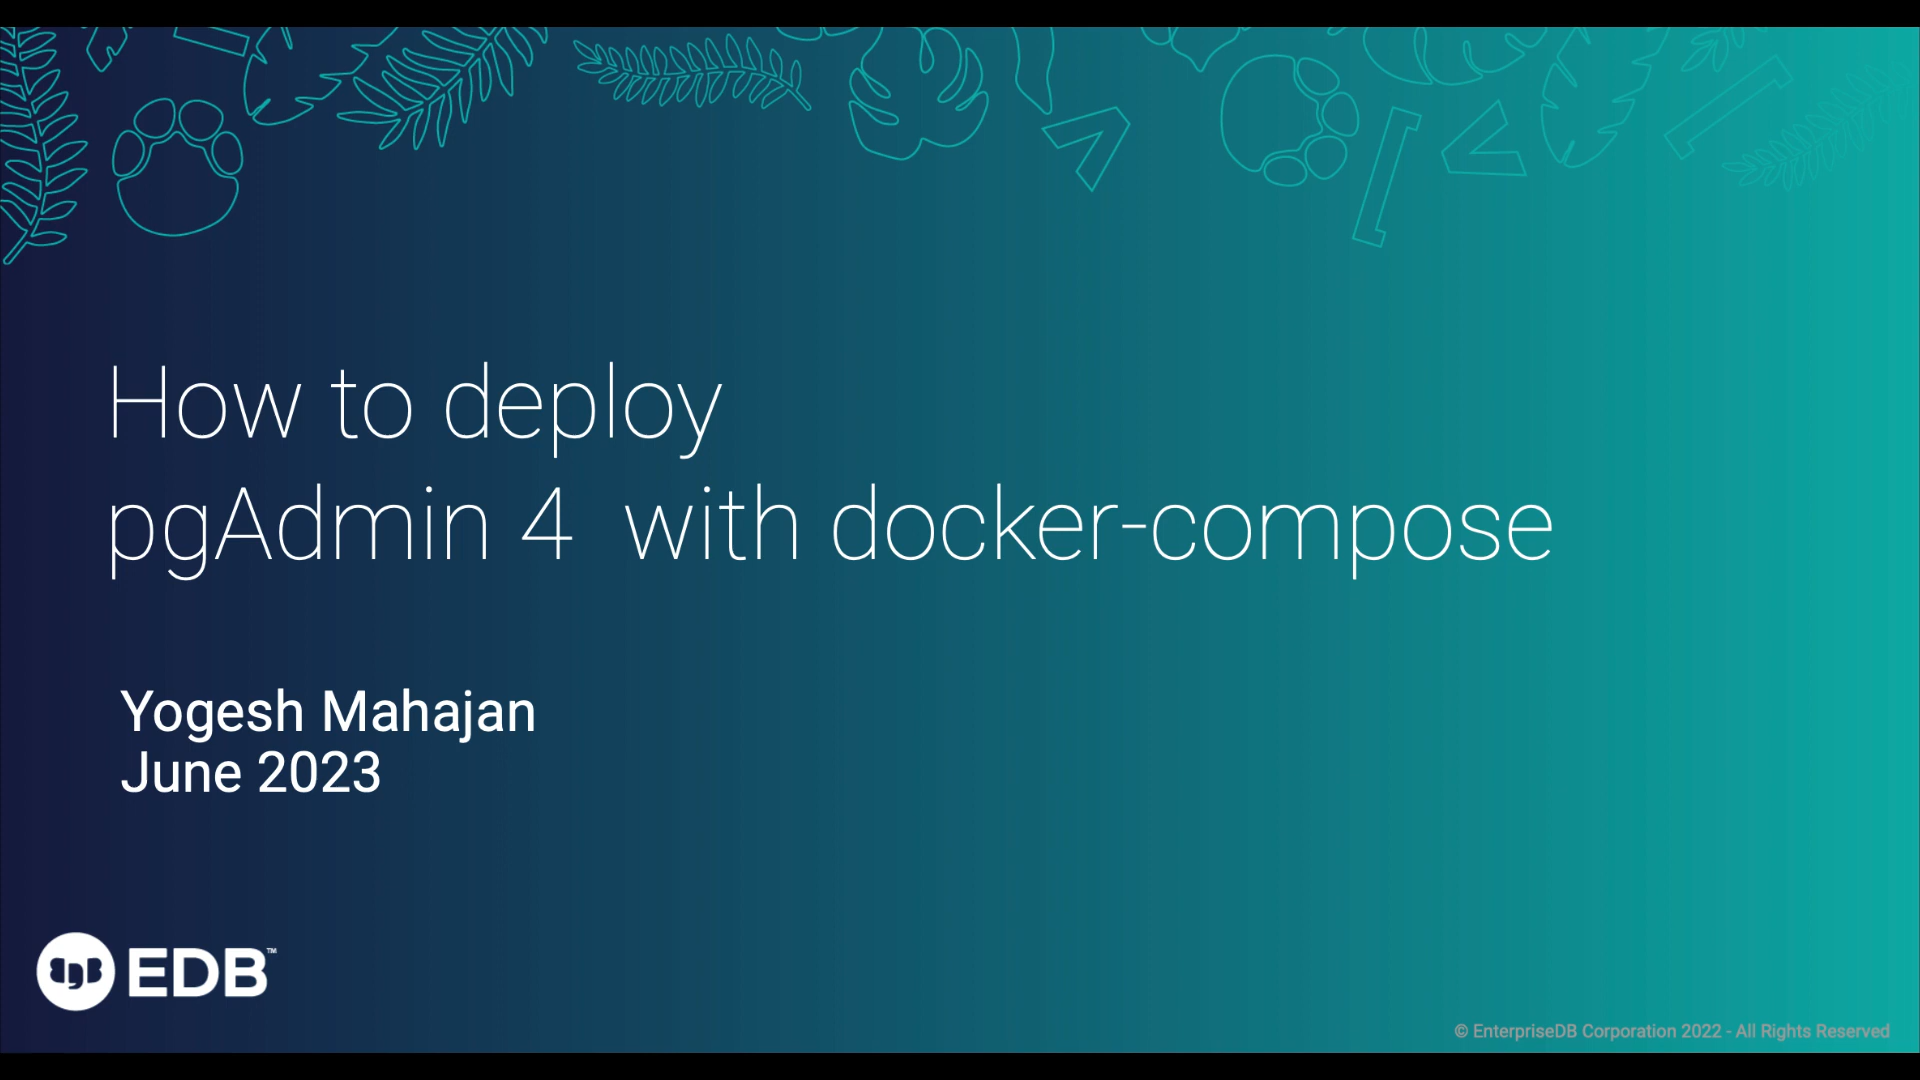 How to deploy
pgAdmin 4 with docker-compose
Yogesh Mahajan
June 2023
EDB™
© EnterpriseDB Corporation 2022 - All Rights Reserved